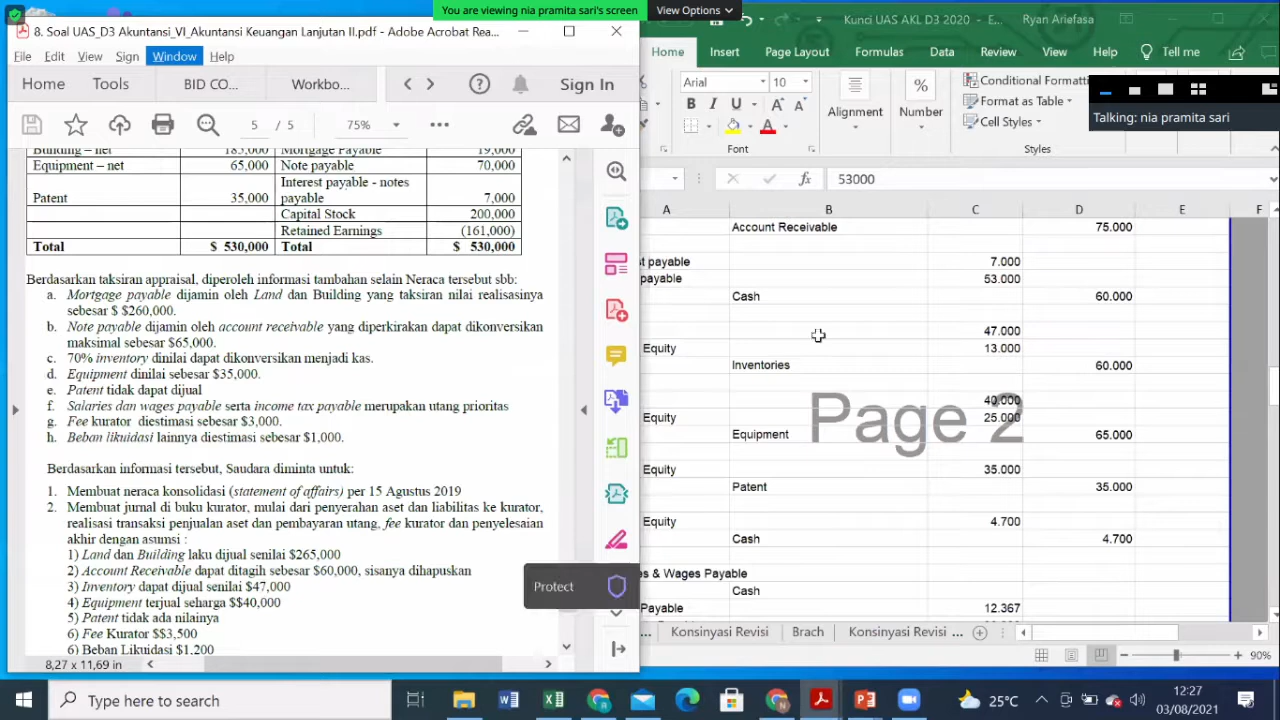 You are viewing nia pramita sari's screen
View Options
8. Soal UAS_D3 Akuntansi_VI_Akuntansi Keuangan Lanjutan II.pdf - Adobe Acrobat Rea...
File Edit View Sign Window Help
Home Tools BID CO... Workbo... Sign In
5 / 5 75%
Building – net 185,000 Mortgage Payable 19,000
Equipment – net 65,000 Note payable 70,000
Patent 35,000 Interest payable - notes payable 7,000
Capital Stock 200,000
Retained Earnings (161,000)
Total $ 530,000 Total $ 530,000
Berdasarkan taksiran appraisal, diperoleh informasi tambahan selain Neraca tersebut sbb:
a. Mortgage payable dijamin oleh Land dan Building yang taksiran nilai realisasinya
sebesar $ $260,000.
b. Note payable dijamin oleh account receivable yang diperkirakan dapat dikonversikan
maksimal sebesar $65,000.
c. 70% inventory dinilai dapat dikonversikan menjadi kas.
d. Equipment dinilai sebesar $35,000.
e. Patent tidak dapat dijual
f. Salaries dan wages payable serta income tax payable merupakan utang prioritas
g. Fee kurator diestimasi sebesar $3,000.
h. Beban likuidasi lainnya diestimasi sebesar $1,000.
Berdasarkan informasi tersebut, Saudara diminta untuk:
1. Membuat neraca konsolidasi (statement of affairs) per 15 Agustus 2019
2. Membuat jurnal di buku kurator, mulai dari penyerahan aset dan liabilitas ke kurator,
realisasi transaksi penjualan aset dan pembayaran utang, fee kurator dan penyelesaian
akhir dengan asumsi :
1) Land dan Building laku dijual senilai $265,000
2) Account Receivable dapat ditagih sebesar $60,000, sisanya dihapuskan
3) Inventory dapat dijual senilai $47,000
4) Equipment terjual seharga $$40,000
5) Patent tidak ada nilainya
6) Fee Kurator $$3,500
6) Beban Likuidasi $1,200
Protect
8,27 x 11,69 in
Kunci UAS AKL D3 2020 - E... Ryan Ariefasa
Home Insert Page Layout Formulas Data Review View Help Tell me
Arial 10
B I U A A
Alignment
Number
Conditional Formatti
Format as Table
Cell Styles
Font Styles
Talking: nia pramita sari
fx 53000
A B C D E F
Account Receivable 75.000
t payable 7.000
payable 53.000
Cash 60.000
47.000
Equity 13.000
Inventories 60.000
40.000
Equity 25.000
Equipment 65.000
Page 2
Equity 35.000
Patent 35.000
Equity 4.700
Cash 4.700
s & Wages Payable
Cash
Payable 12.367
... Konsinyasi Revisi Brach Konsinyasi Revisi ...
90%
Type here to search
25°C
12:27
03/08/2021